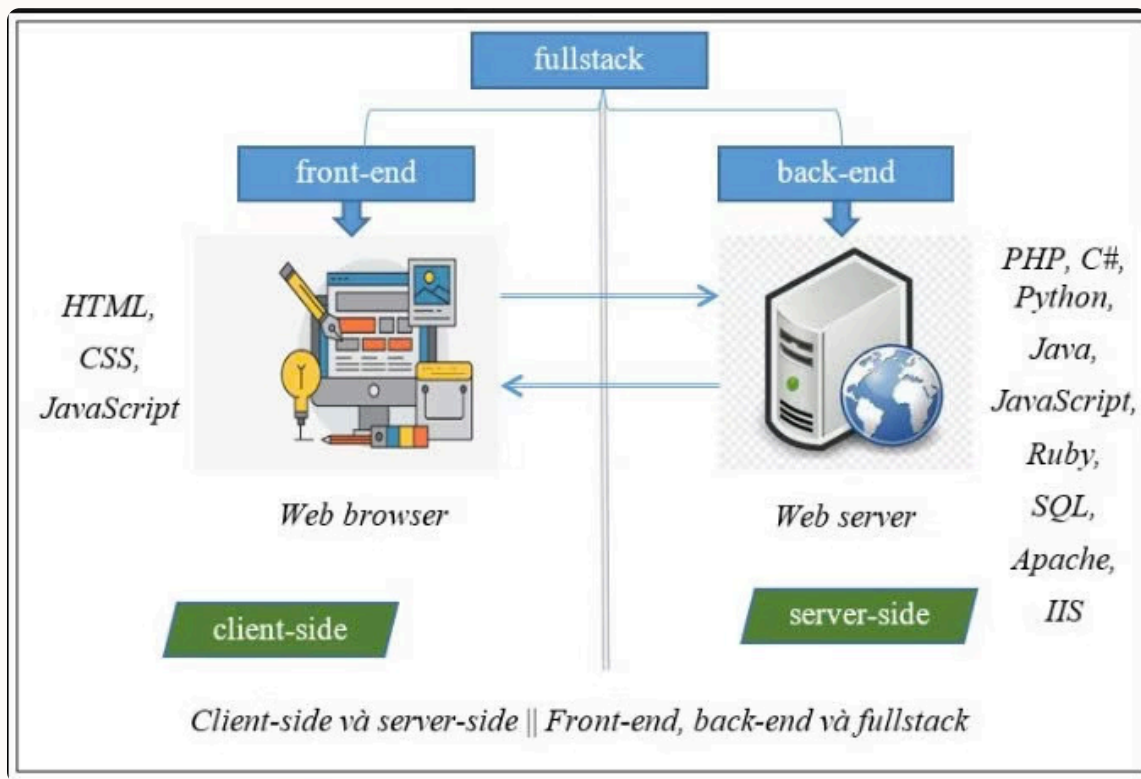 fullstack
front-end
back-end
HTML,
CSS,
JavaScript
PHP, C#,
Python,
Java,
JavaScript,
Ruby,
SQL,
Apache,
IIS
Web browser
Web server
client-side
server-side
Client-side và server-side || Front-end, back-end và fullstack